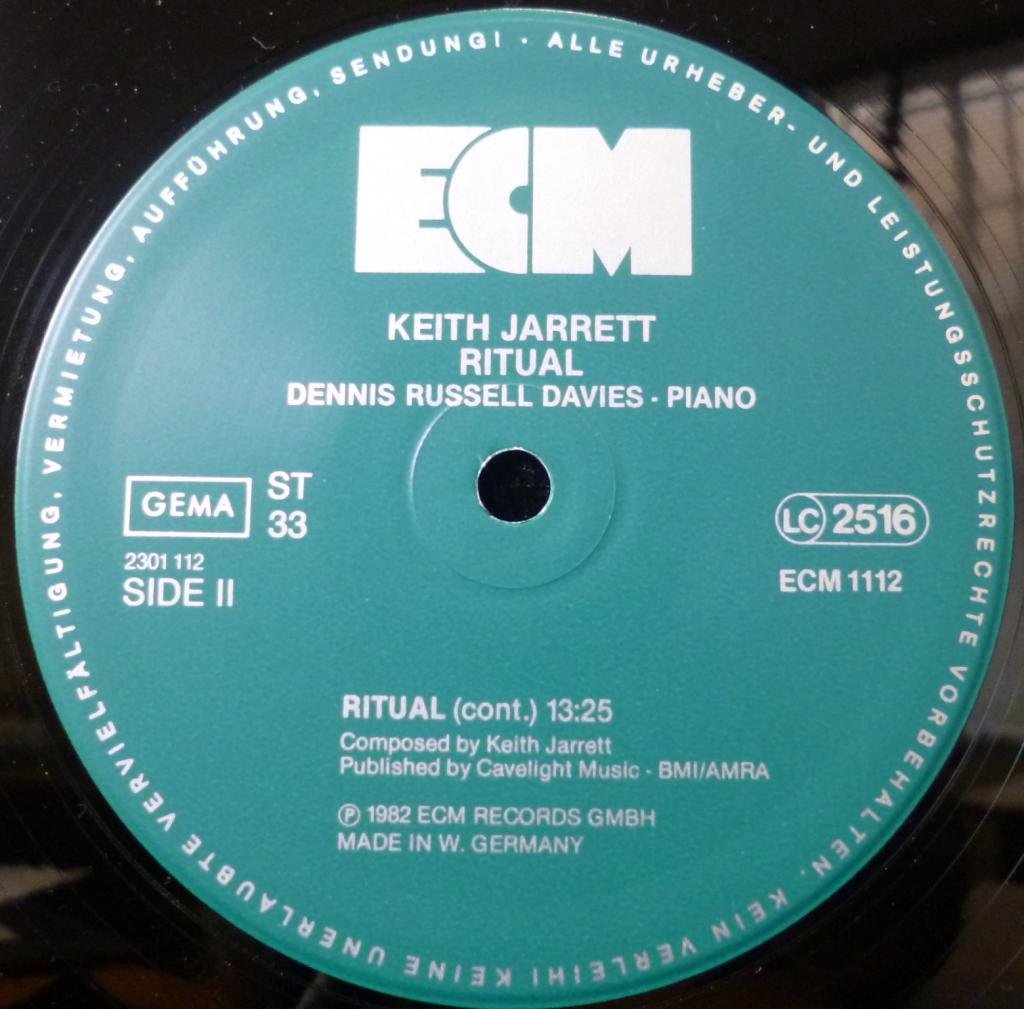 ALLE URHEBER- UND LEISTUNGSSCHUTZRECHTE VORBEHALTEN. KEIN VERLEIH! KEINE UNERLAUBTE VERVIELFÄLTIGUNG, VERMIETUNG, AUFFÜHRUNG, SENDUNG! ·
ECM
KEITH JARRETT
RITUAL
DENNIS RUSSELL DAVIES · PIANO
GEMA
ST
33
2301 112
SIDE II
LC 2516
ECM 1112
RITUAL (cont.) 13:25
Composed by Keith Jarrett
Published by Cavelight Music - BMI/AMRA
℗ 1982 ECM RECORDS GMBH
MADE IN W. GERMANY